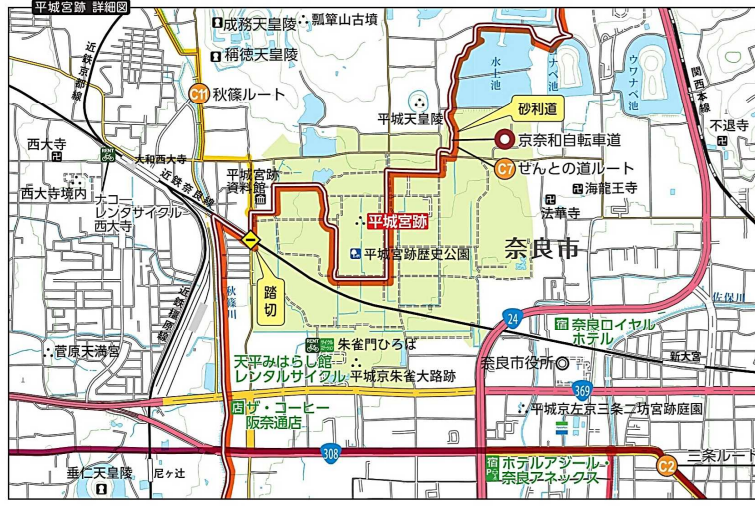 平城宮跡 詳細図
成務天皇陵
瓢箪山古墳
称徳天皇陵
近鉄京都線
C11 秋篠ルート
水上池
ウワナベ池
関西本線
砂利道
平城天皇陵
京奈和自転車道
不退寺
西大寺
RENT
大和西大寺
西大寺境内
ナコー
レンタサイクル
西大寺
近鉄奈良線
平城宮跡
資料館
C7 せんとの道ルート
海龍王寺
法華寺
平城宮跡
平城宮跡歴史公園
奈良市
踏切
秋篠川
佐保川
近鉄橿原線
24
宿 奈良ロイヤル
ホテル
菅原天満宮
RENT
朱雀門ひろば
天平みはらし館
レンタルサイクル
平城京朱雀大路跡
奈良市役所
新大宮
369
店 ザ・コーヒー
阪奈通店
平城京左京三条二坊宮跡庭園
308
三条ルート
C2
垂仁天皇陵
尼ヶ辻
宿 ホテルアジール・
奈良アネックス